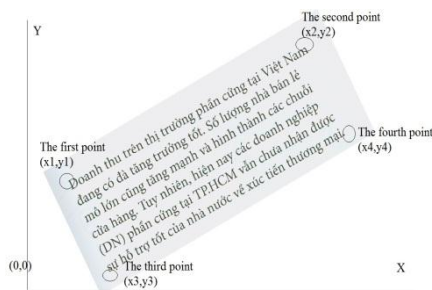 Y
The second point
(x2,y2)
Doanh thu trên thị trường phần cứng tại Việt Nam
đang có đà tăng trưởng tốt. Số lượng nhà bán lẻ
mô lớn cũng tăng mạnh và hình thành các chuỗi
cửa hàng. Tuy nhiên, hiện nay các doanh nghiệp
(DN) phần cứng tại TP.HCM vẫn chưa nhận được
sự hỗ trợ tốt của nhà nước về xúc tiến thương mại.
The first point
(x1,y1)
The fourth point
(x4,y4)
(0,0)
The third point
(x3,y3)
X